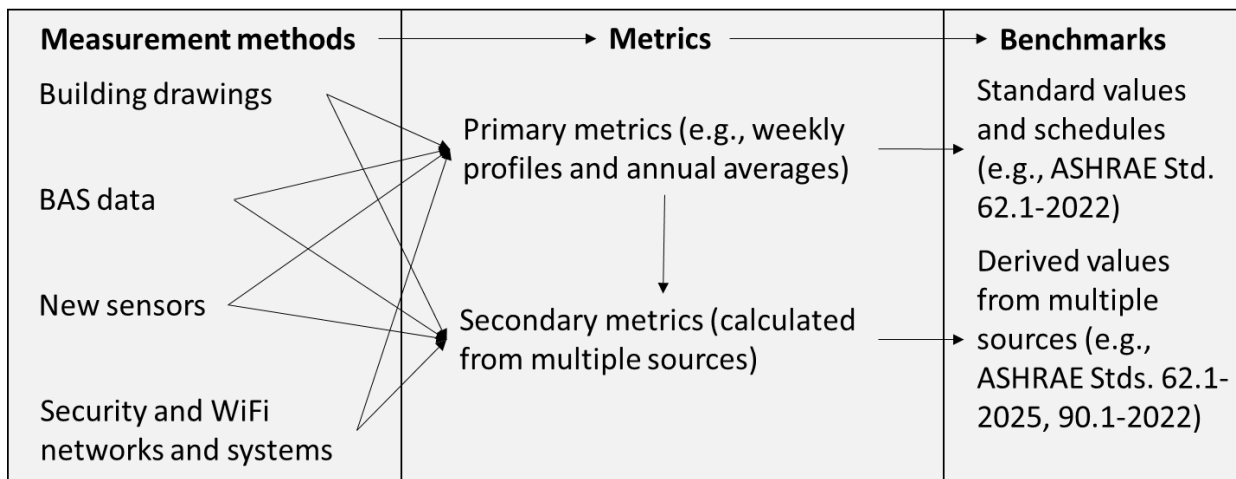 Measurement methods
Metrics
Benchmarks
Building drawings
BAS data
New sensors
Security and WiFi
networks and systems
Primary metrics (e.g., weekly
profiles and annual averages)
Secondary metrics (calculated
from multiple sources)
Standard values
and schedules
(e.g., ASHRAE Std.
62.1-2022)
Derived values
from multiple
sources (e.g.,
ASHRAE Stds. 62.1-
2025, 90.1-2022)